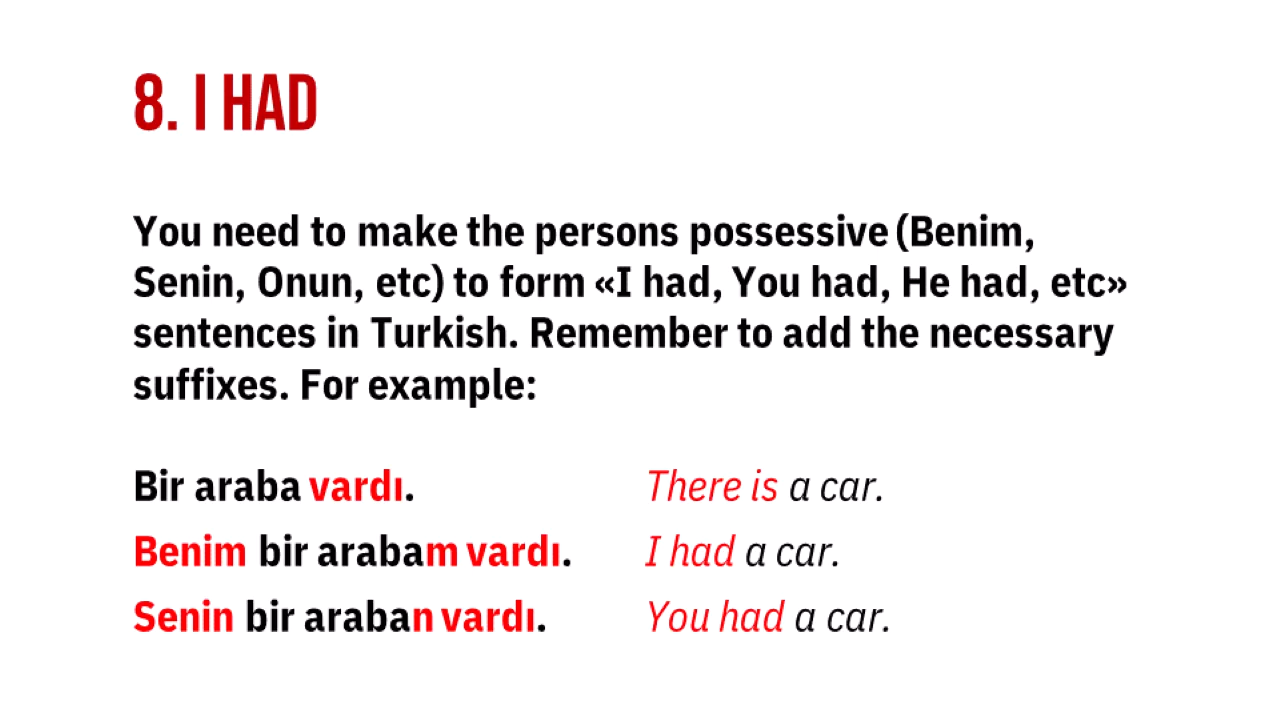 8. I HAD
You need to make the persons possessive (Benim,
Senin, Onun, etc) to form «I had, You had, He had, etc»
sentences in Turkish. Remember to add the necessary
suffixes. For example:
Bir araba vardı. There is a car.
Benim bir arabam vardı. I had a car.
Senin bir araban vardı. You had a car.